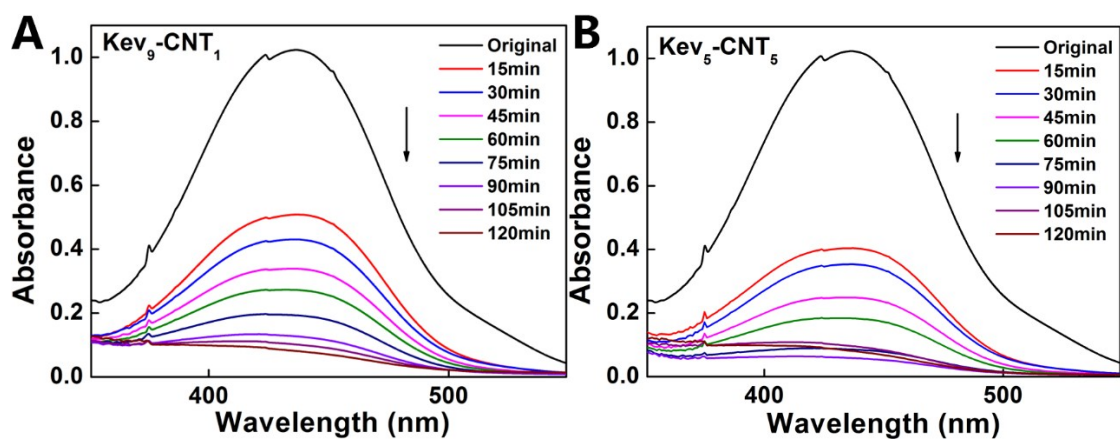 A
Kev₉-CNT₁
Original
15min
30min
45min
60min
75min
90min
105min
120min
1.0
0.8
0.6
0.4
0.2
0.0
Absorbance
400
500
Wavelength (nm)
B
Kev₅-CNT₅
Original
15min
30min
45min
60min
75min
90min
105min
120min
1.0
0.8
0.6
0.4
0.2
0.0
Absorbance
400
500
Wavelength (nm)